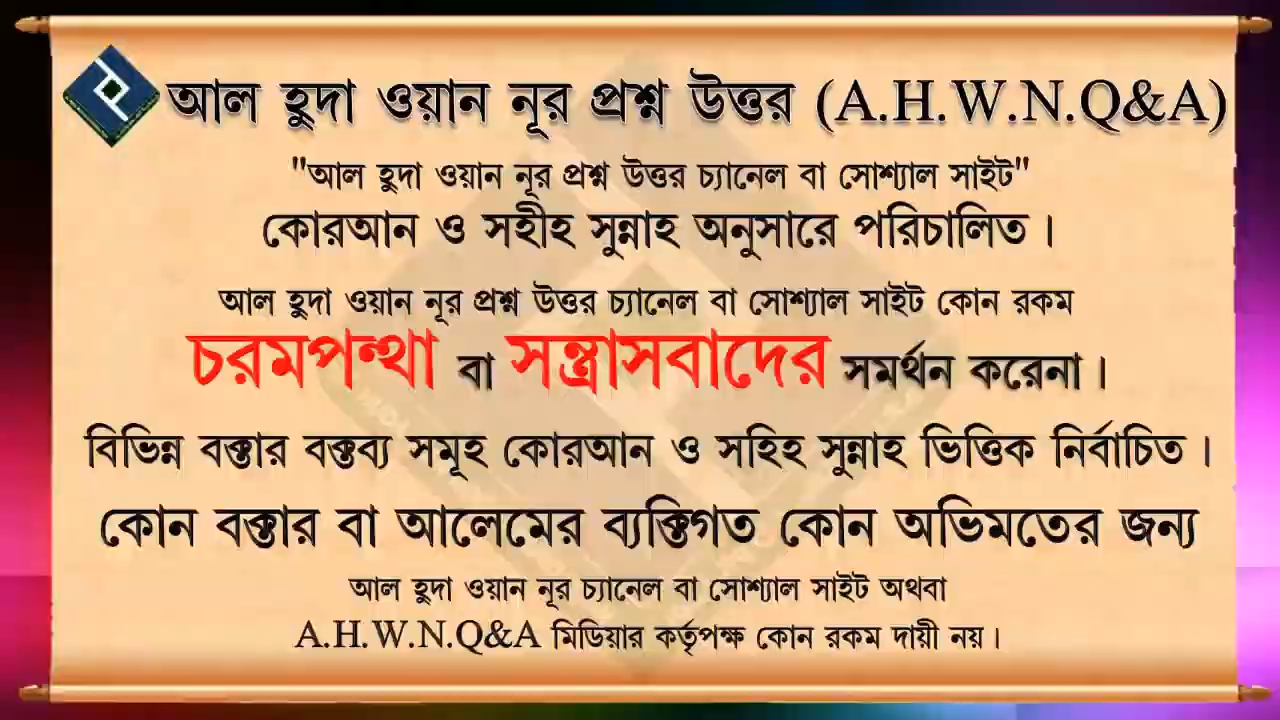 আল হুদা ওয়ান নূর প্রশ্ন উত্তর (A.H.W.N.Q&A)
"আল হুদা ওয়ান নূর প্রশ্ন উত্তর চ্যানেল বা সোশ্যাল সাইট"
কোরআন ও সহীহ সুন্নাহ অনুসারে পরিচালিত।
আল হুদা ওয়ান নূর প্রশ্ন উত্তর চ্যানেল বা সোশ্যাল সাইট কোন রকম
চরমপন্থা বা সন্ত্রাসবাদের সমর্থন করেনা।
বিভিন্ন বক্তার বক্তব্য সমূহ কোরআন ও সহিহ সুন্নাহ ভিত্তিক নির্বাচিত।
কোন বক্তার বা আলেমের ব্যক্তিগত কোন অভিমতের জন্য
আল হুদা ওয়ান নূর চ্যানেল বা সোশ্যাল সাইট অথবা
A.H.W.N.Q&A মিডিয়ার কর্তৃপক্ষ কোন রকম দায়ী নয়।